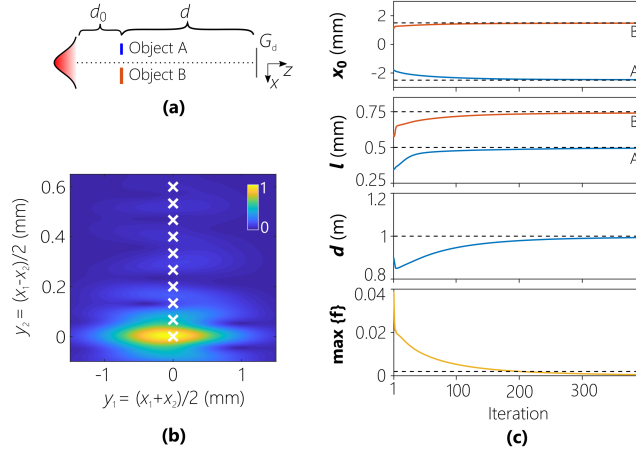 d₀ d
Object A
Object B
G_d
z
x
(a)
1
0
0.6
0.4
0.2
0
y₂ = (x₁-x₂)/2 (mm)
-1 0 1
y₁ = (x₁+x₂)/2 (mm)
(b)
2
0
-2
x₀ (mm)
B
A
0.75
0.5
0.25
l (mm)
B
A
1.2
1
0.8
d (m)
0.04
0.02
0
max {f}
1 100 200 300
Iteration
(c)